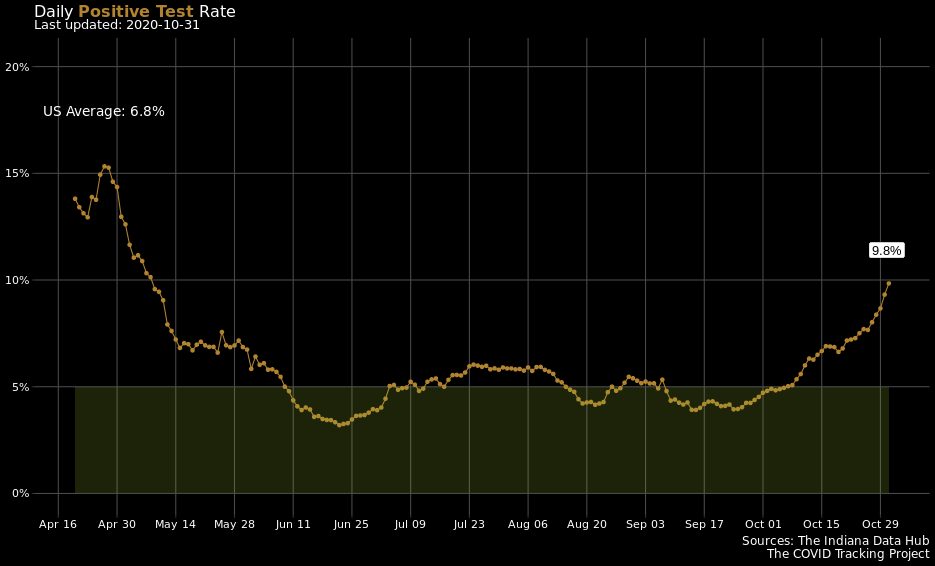 Daily Positive Test Rate
Last updated: 2020-10-31
20%
US Average: 6.8%
15%
9.8%
10%
5%
0%
Apr 16 Apr 30 May 14 May 28 Jun 11 Jun 25 Jul 09 Jul 23 Aug 06 Aug 20 Sep 03 Sep 17 Oct 01 Oct 15 Oct 29
Sources: The Indiana Data Hub
The COVID Tracking Project